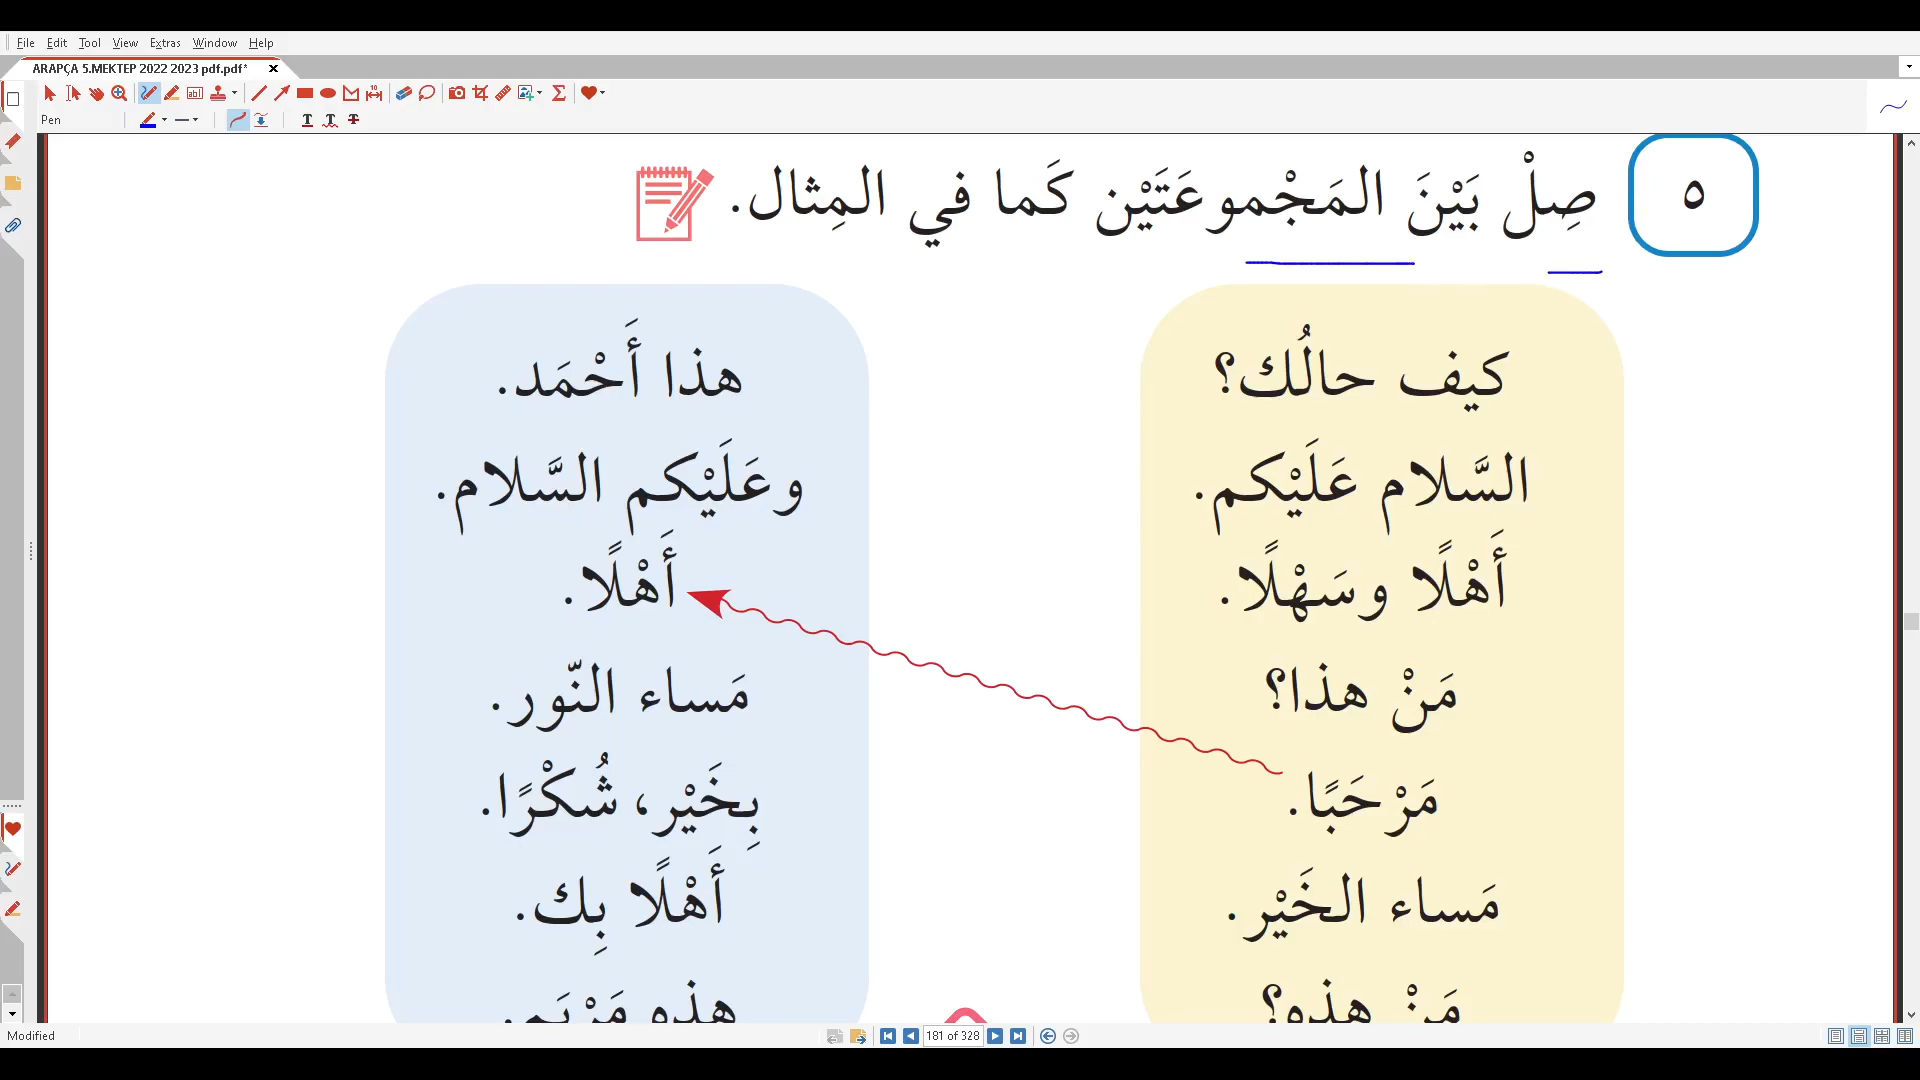 File Edit Tool View Extras Window Help
ARAPÇA 5.MEKTEP 2022 2023 pdf.pdf*
Pen
٥
صِلْ بَيْنَ المَجْموعَتَيْن كَما في المِثال.
كيف حالُك؟
السَّلام عَلَيْكم.
أَهْلًا وسَهْلًا.
مَنْ هذا؟
مَرْحَبًا.
مَساء الخَيْر.
مَنْ هذه؟
هذا أَحْمَد.
وعَلَيْكم السَّلام.
أَهْلًا.
مَساء النّور.
بِخَيْر، شُكْرًا.
أَهْلًا بِك.
هذه مَرْيَم.
Modified
181 of 328